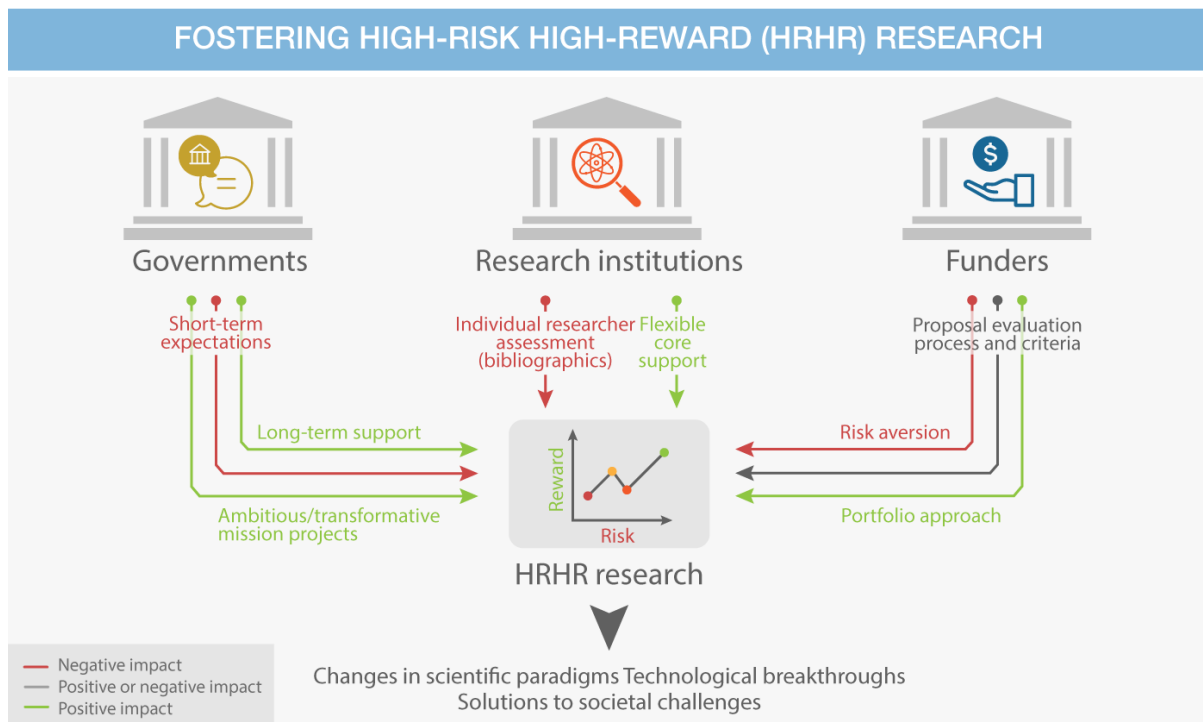 FOSTERING HIGH-RISK HIGH-REWARD (HRHR) RESEARCH
$
Governments
Research institutions
Funders
Short-term
expectations
Individual researcher
assessment
(bibliographics)
Flexible
core
support
Proposal evaluation
process and criteria
Long-term support
Risk aversion
Ambitious/transformative
mission projects
Portfolio approach
Reward
Risk
HRHR research
Changes in scientific paradigms Technological breakthroughs
Solutions to societal challenges
Negative impact
Positive or negative impact
Positive impact